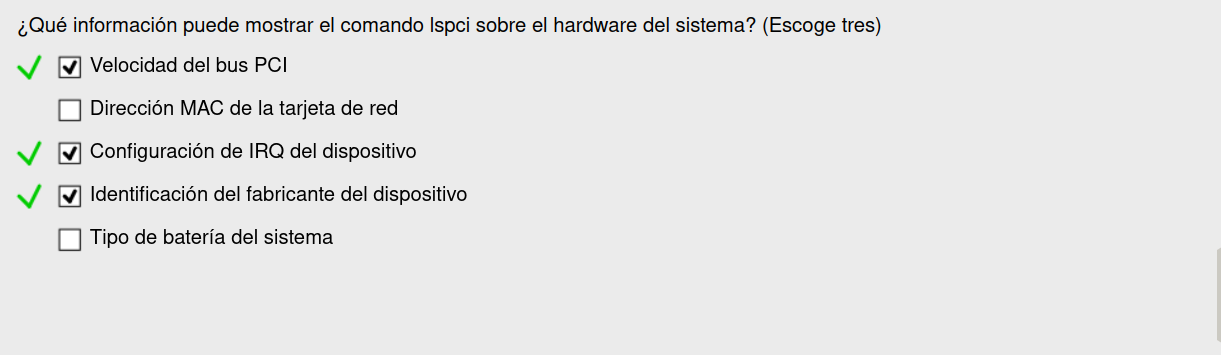 ¿Qué información puede mostrar el comando lspci sobre el hardware del sistema? (Escoge tres)
Velocidad del bus PCI
Dirección MAC de la tarjeta de red
Configuración de IRQ del dispositivo
Identificación del fabricante del dispositivo
Tipo de batería del sistema